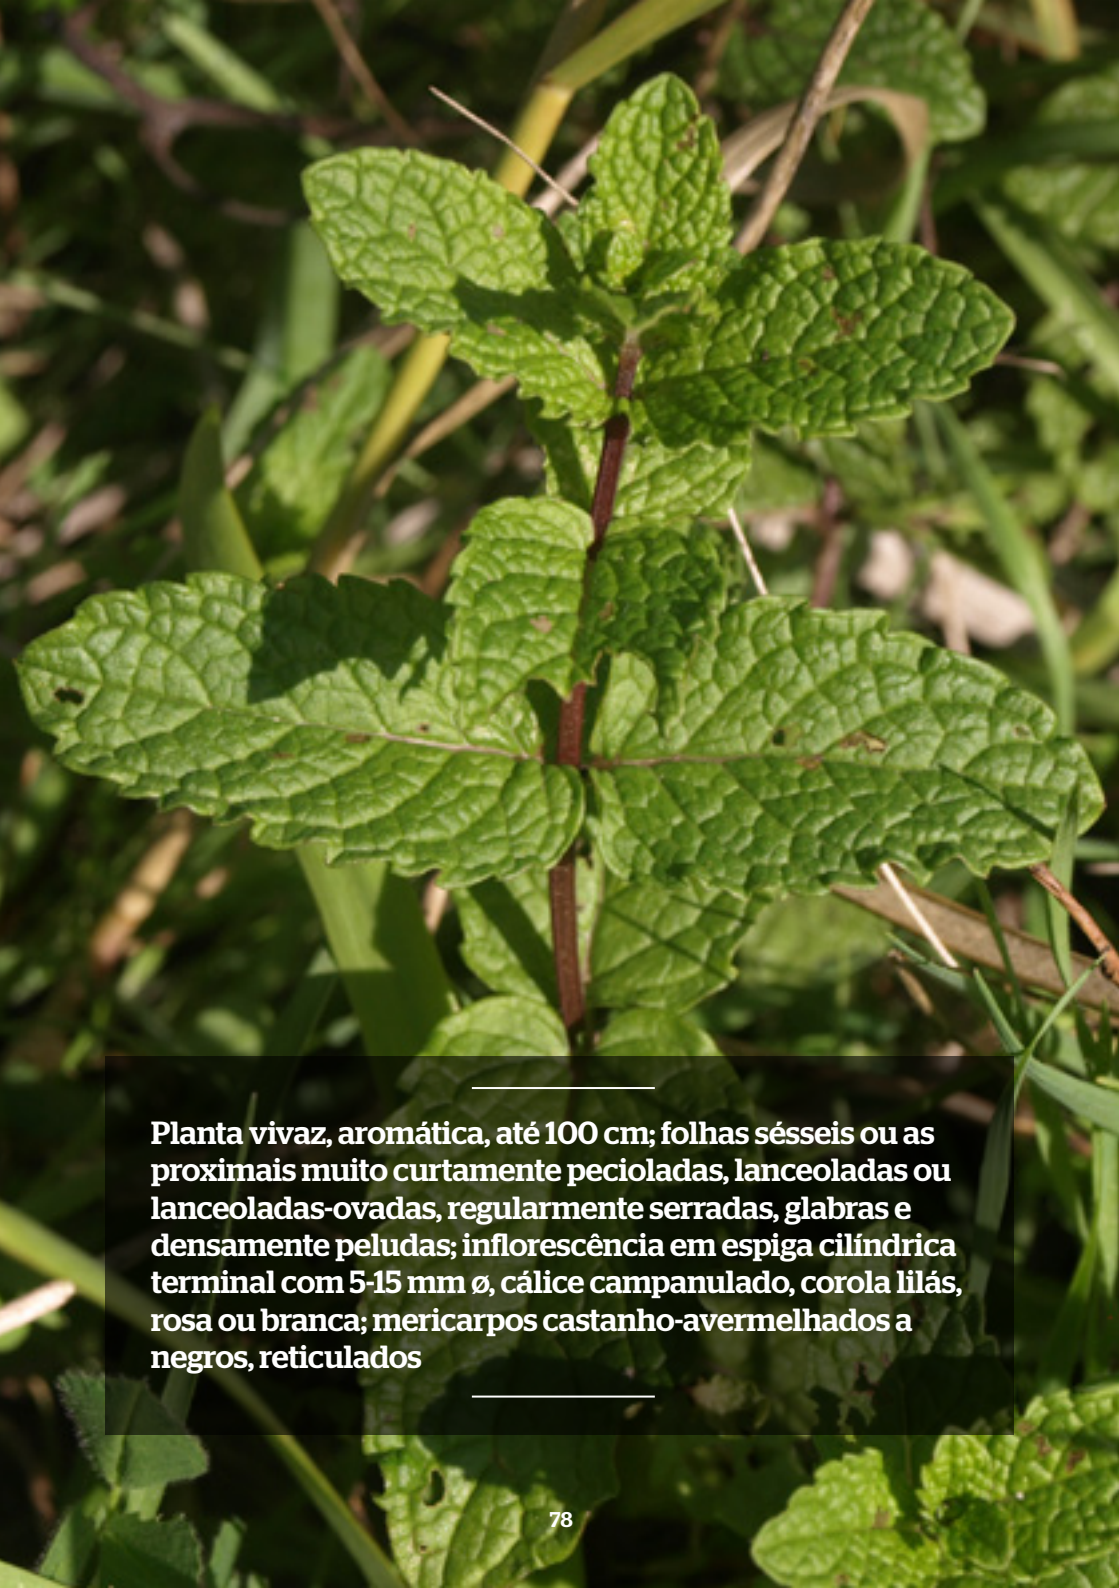 Planta vivaz, aromática, até 100 cm; folhas sésseis ou as
proximais muito curtamente pecioladas, lanceoladas ou
lanceoladas-ovadas, regularmente serradas, glabras e
densamente peludas; inflorescência em espiga cilíndrica
terminal com 5-15 mm ø, cálice campanulado, corola lilás,
rosa ou branca; mericarpos castanho-avermelhados a
negros, reticulados
78